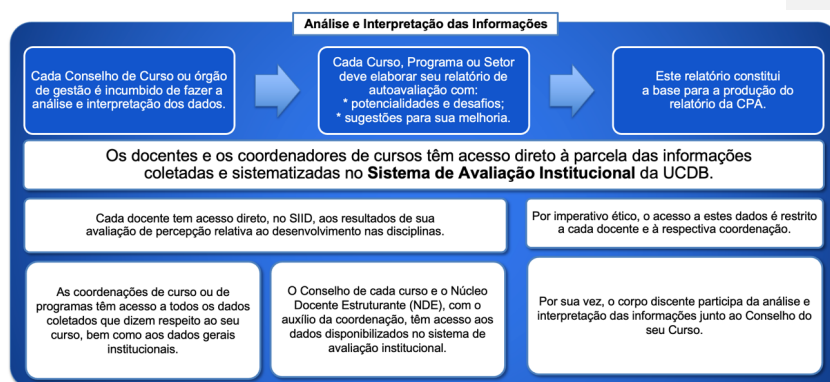 Análise e Interpretação das Informações
Cada Conselho de Curso ou órgão
de gestão é incumbido de fazer a
análise e interpretação dos dados.
Cada Curso, Programa ou Setor
deve elaborar seu relatório de
autoavaliação com:
* potencialidades e desafios;
* sugestões para sua melhoria.
Este relatório constitui
a base para a produção do
relatório da CPA.
Os docentes e os coordenadores de cursos têm acesso direto à parcela das informações
coletadas e sistematizadas no Sistema de Avaliação Institucional da UCDB.
Cada docente tem acesso direto, no SIID, aos resultados de sua
avaliação de percepção relativa ao desenvolvimento nas disciplinas.
Por imperativo ético, o acesso a estes dados é restrito
a cada docente e à respectiva coordenação.
As coordenações de curso ou de
programas têm acesso a todos os dados
coletados que dizem respeito ao seu
curso, bem como aos dados gerais
institucionais.
O Conselho de cada curso e o Núcleo
Docente Estruturante (NDE), com o
auxílio da coordenação, têm acesso aos
dados disponibilizados no sistema de
avaliação institucional.
Por sua vez, o corpo discente participa da análise e
interpretação das informações junto ao Conselho do
seu Curso.